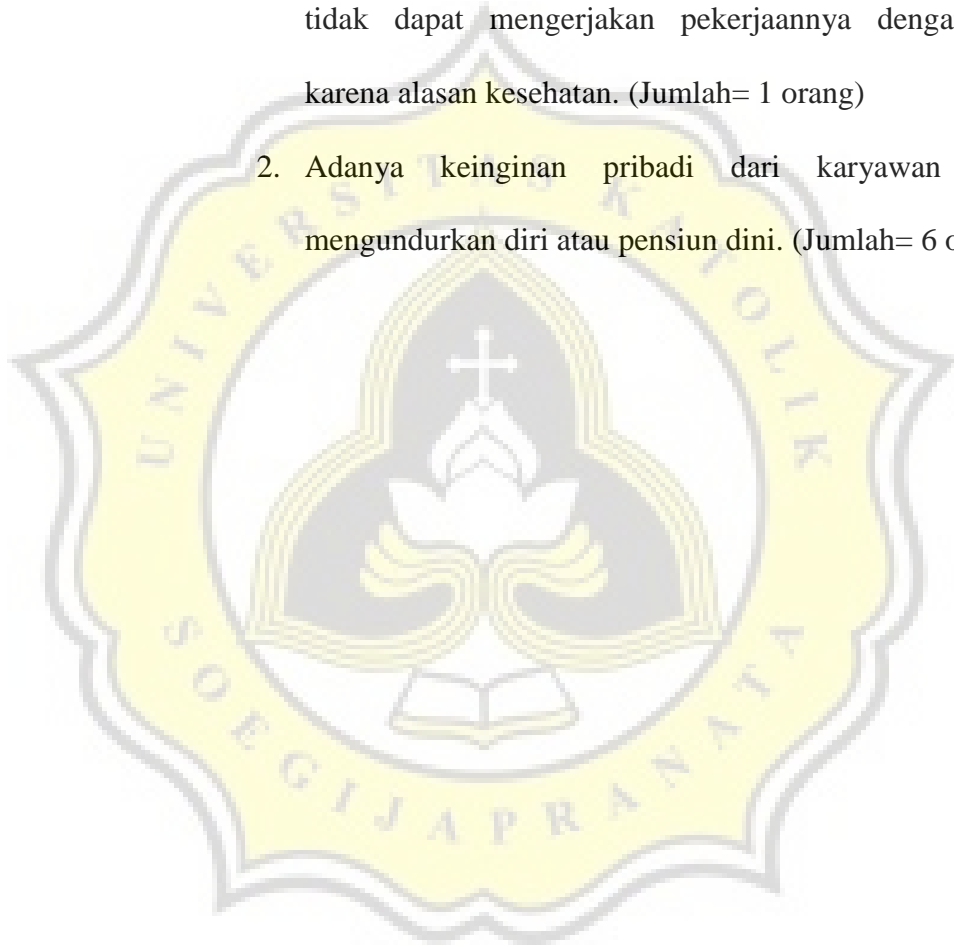 tidak dapat mengerjakan pekerjaannya denga
karena alasan kesehatan. (Jumlah= 1 orang)
2. Adanya keinginan pribadi dari karyawan
mengundurkan diri atau pensiun dini. (Jumlah= 6 o
UNIVERSITAS KATOLIK
SOEGIJAPRANATA